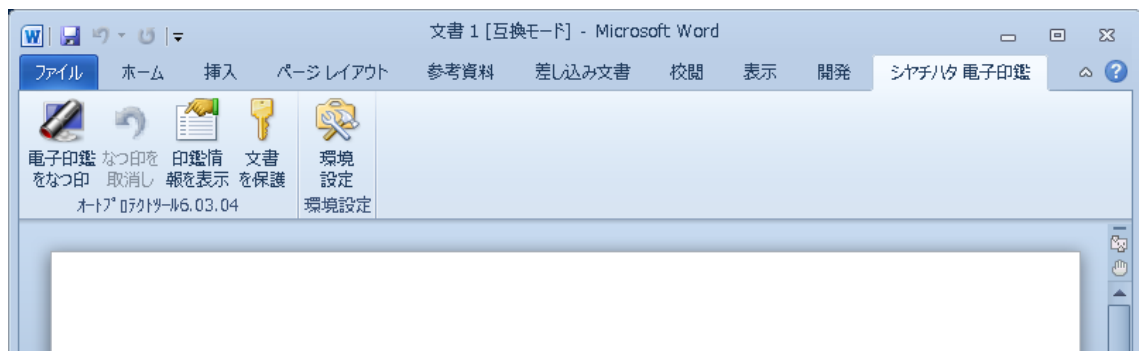 文書 1 [互換モード] - Microsoft Word
ファイル ホーム 挿入 ページ レイアウト 参考資料 差し込み文書 校閲 表示 開発 シヤチハタ 電子印鑑
電子印鑑 なつ印を 印鑑情 文書 環境
をなつ印 取消し 報を表示 を保護 設定
オートプロテクトツール6.03.04 環境設定